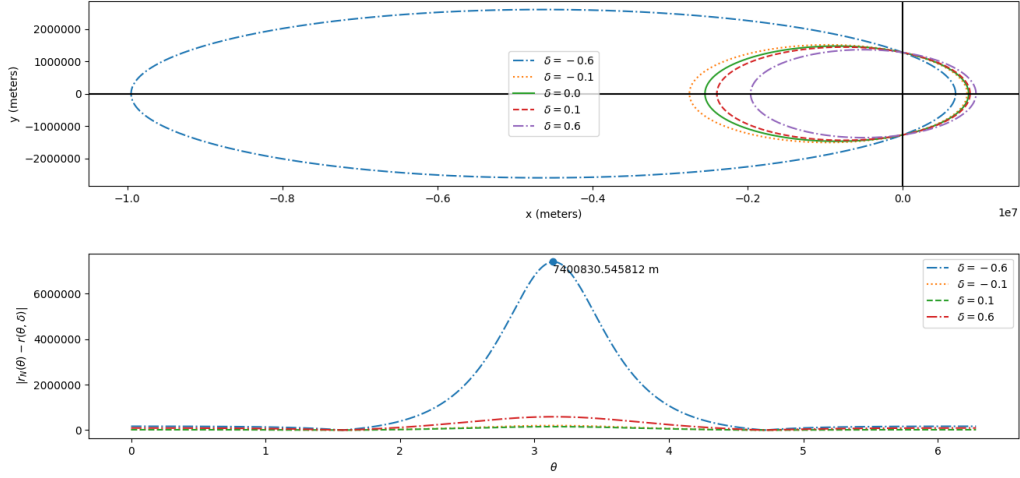 2000000
1000000
0
−1000000
−2000000
y (meters)
δ = −0.6
δ = −0.1
δ = 0.0
δ = 0.1
δ = 0.6
−1.0
−0.8
−0.6
−0.4
−0.2
0.0
1e7
x (meters)
6000000
4000000
2000000
0
|r_N(θ) − r(θ, δ)|
7400830.545812 m
δ = −0.6
δ = −0.1
δ = 0.1
δ = 0.6
0
1
2
3
4
5
6
θ